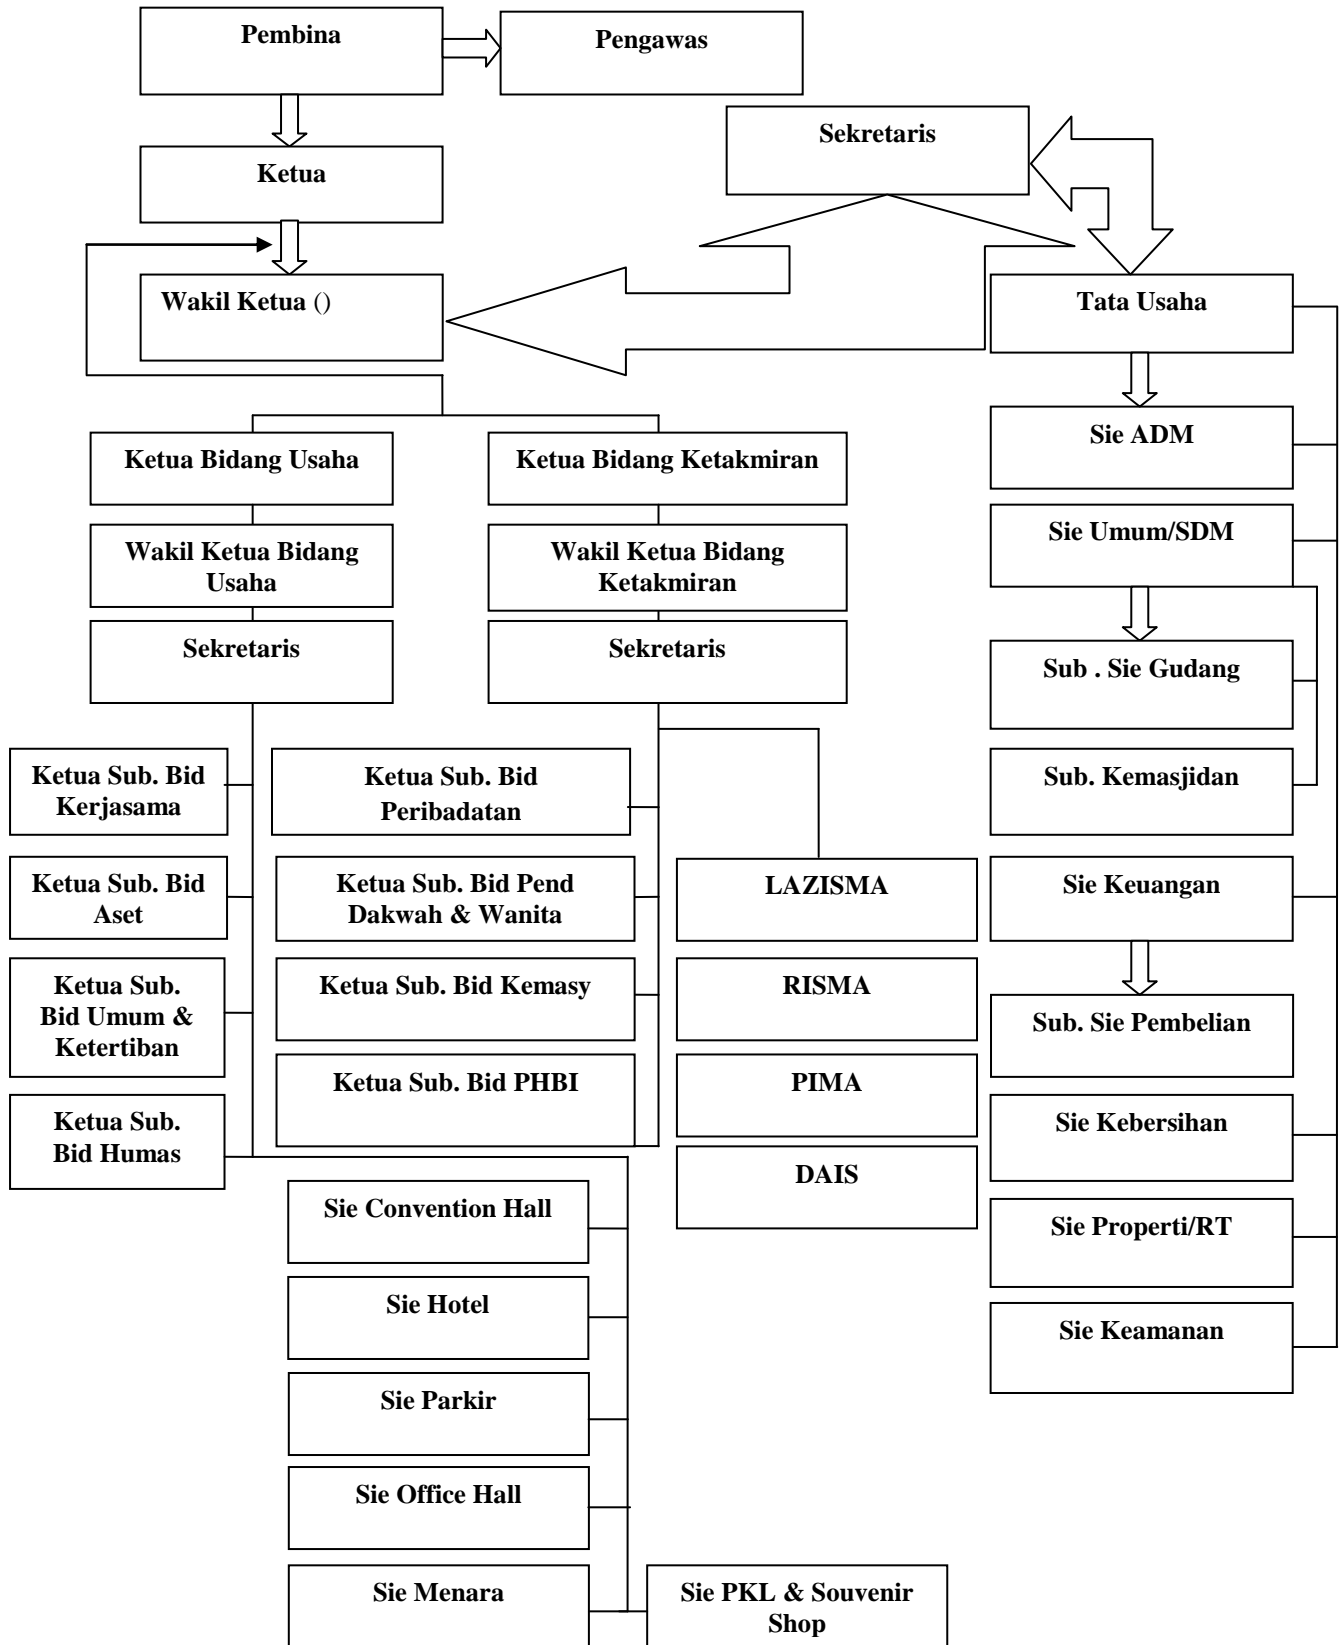 Pembina
Pengawas
Sekretaris
Ketua
Wakil Ketua ()
Tata Usaha
Ketua Bidang Usaha
Ketua Bidang Ketakmiran
Sie ADM
Wakil Ketua Bidang
Usaha
Wakil Ketua Bidang
Ketakmiran
Sie Umum/SDM
Sekretaris
Sekretaris
Sub . Sie Gudang
Ketua Sub. Bid
Kerjasama
Ketua Sub. Bid
Peribadatan
Sub. Kemasjidan
Ketua Sub. Bid
Aset
Ketua Sub. Bid Pend
Dakwah & Wanita
LAZISMA
Sie Keuangan
Ketua Sub.
Bid Umum &
Ketertiban
Ketua Sub. Bid Kemasy
RISMA
Sub. Sie Pembelian
Ketua Sub. Bid PHBI
PIMA
Ketua Sub.
Bid Humas
Sie Kebersihan
DAIS
Sie Convention Hall
Sie Properti/RT
Sie Hotel
Sie Keamanan
Sie Parkir
Sie Office Hall
Sie Menara
Sie PKL & Souvenir
Shop